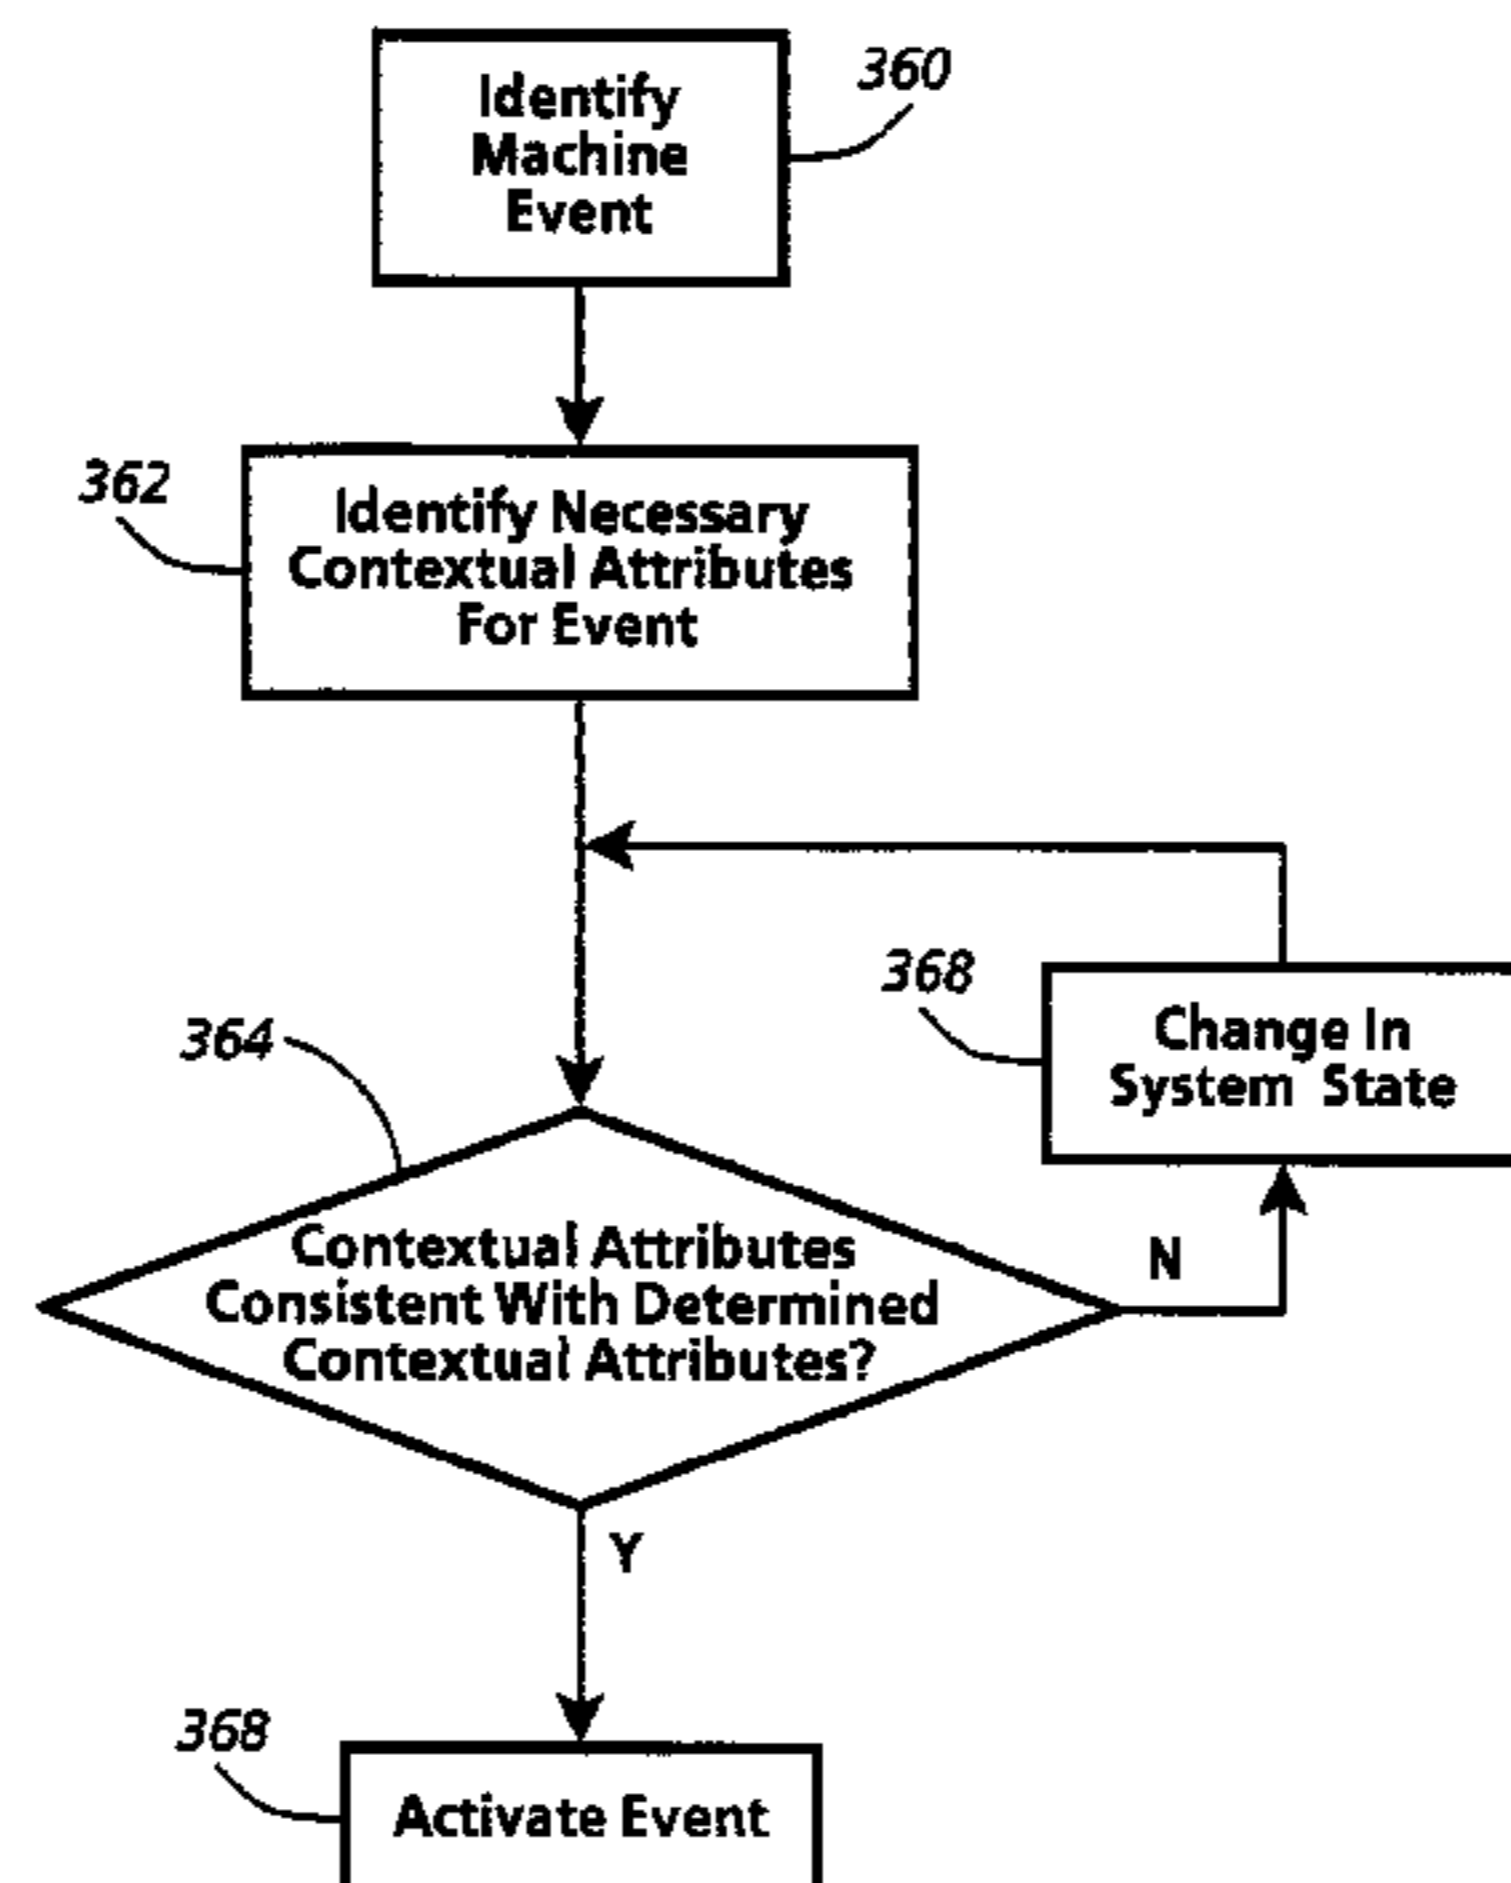 Identify
Machine
Event
360
362
Identify Necessary
Contextual Attributes
For Event
368
Change In
System State
364
Contextual Attributes
Consistent With Determined
Contextual Attributes?
N
Y
368
Activate Event